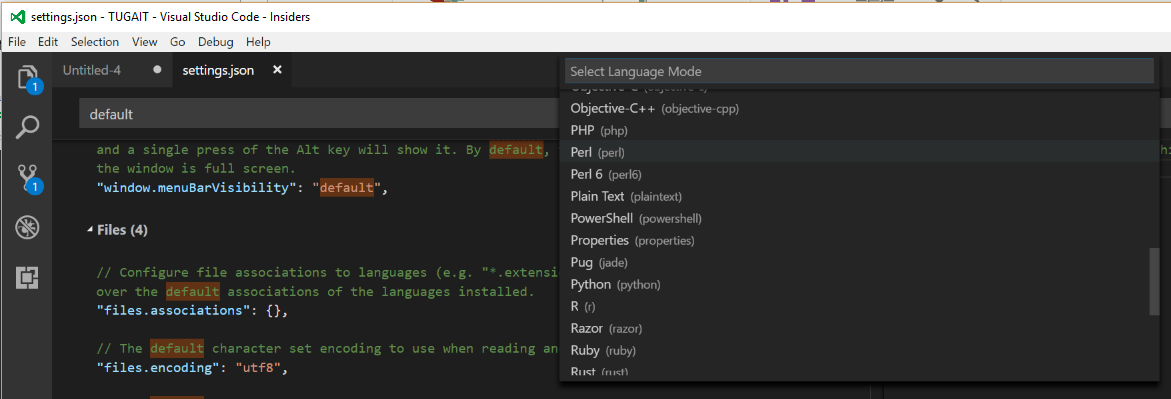 settings.json - TUGAIT - Visual Studio Code - Insiders
File Edit Selection View Go Debug Help
Untitled-4 settings.json
1
1
default
and a single press of the Alt key will show it. By default,
the window is full screen.
"window.menuBarVisibility": "default",
Files (4)
// Configure file associations to languages (e.g. "*.extensi
over the default associations of the languages installed.
"files.associations": {},
// The default character set encoding to use when reading an
"files.encoding": "utf8",
Select Language Mode
Objective-C (objective-c)
Objective-C++ (objective-cpp)
PHP (php)
Perl (perl)
Perl 6 (perl6)
Plain Text (plaintext)
PowerShell (powershell)
Properties (properties)
Pug (jade)
Python (python)
R (r)
Razor (razor)
Ruby (ruby)
Rust (rust)
hi